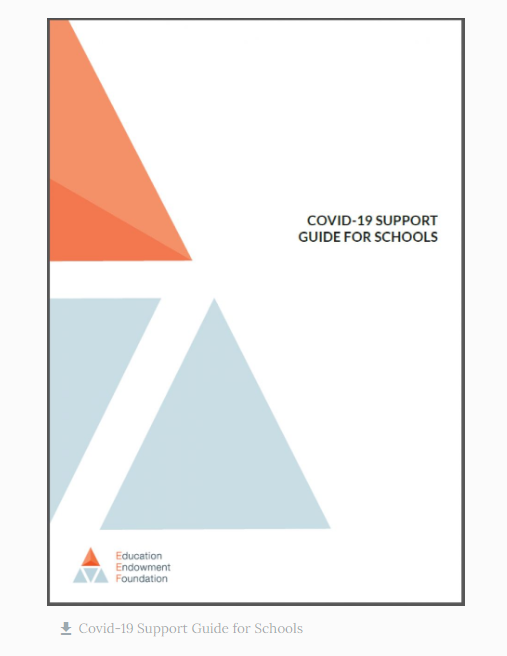 COVID-19 SUPPORT
GUIDE FOR SCHOOLS
Education
Endowment
Foundation
Covid-19 Support Guide for Schools